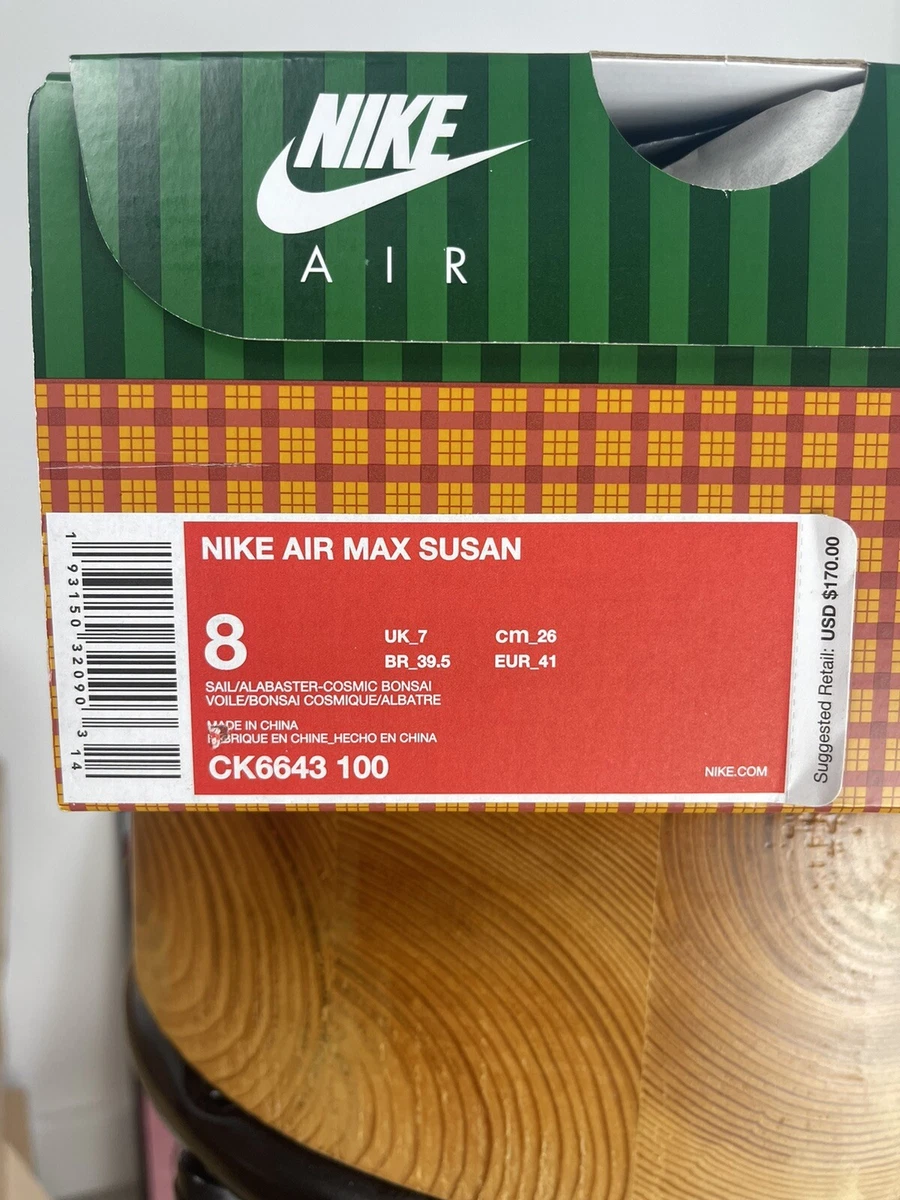 NIKE
AIR
NIKE AIR MAX SUSAN
8
UK_7 cm_26
BR_39.5 EUR_41
SAIL/ALABASTER-COSMIC BONSAI
VOILE/BONSAI COSMIQUE/ALBATRE
MADE IN CHINA
FABRIQUE EN CHINE_HECHO EN CHINA
CK6643 100
NIKE.COM
1 93150 32090 3 14
Suggested Retail: USD $170.00